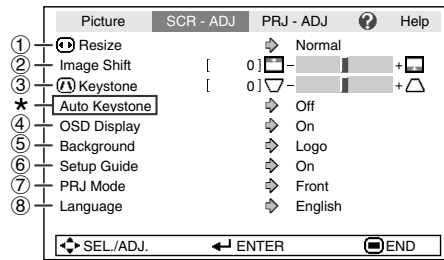 Picture SCR - ADJ PRJ - ADJ ? Help
① Resize Normal
② Image Shift [ 0 ] − +
③ Keystone [ 0 ] − +
* Auto Keystone Off
④ OSD Display On
⑤ Background Logo
⑥ Setup Guide On
⑦ PRJ Mode Front
⑧ Language English
SEL./ADJ. ENTER END